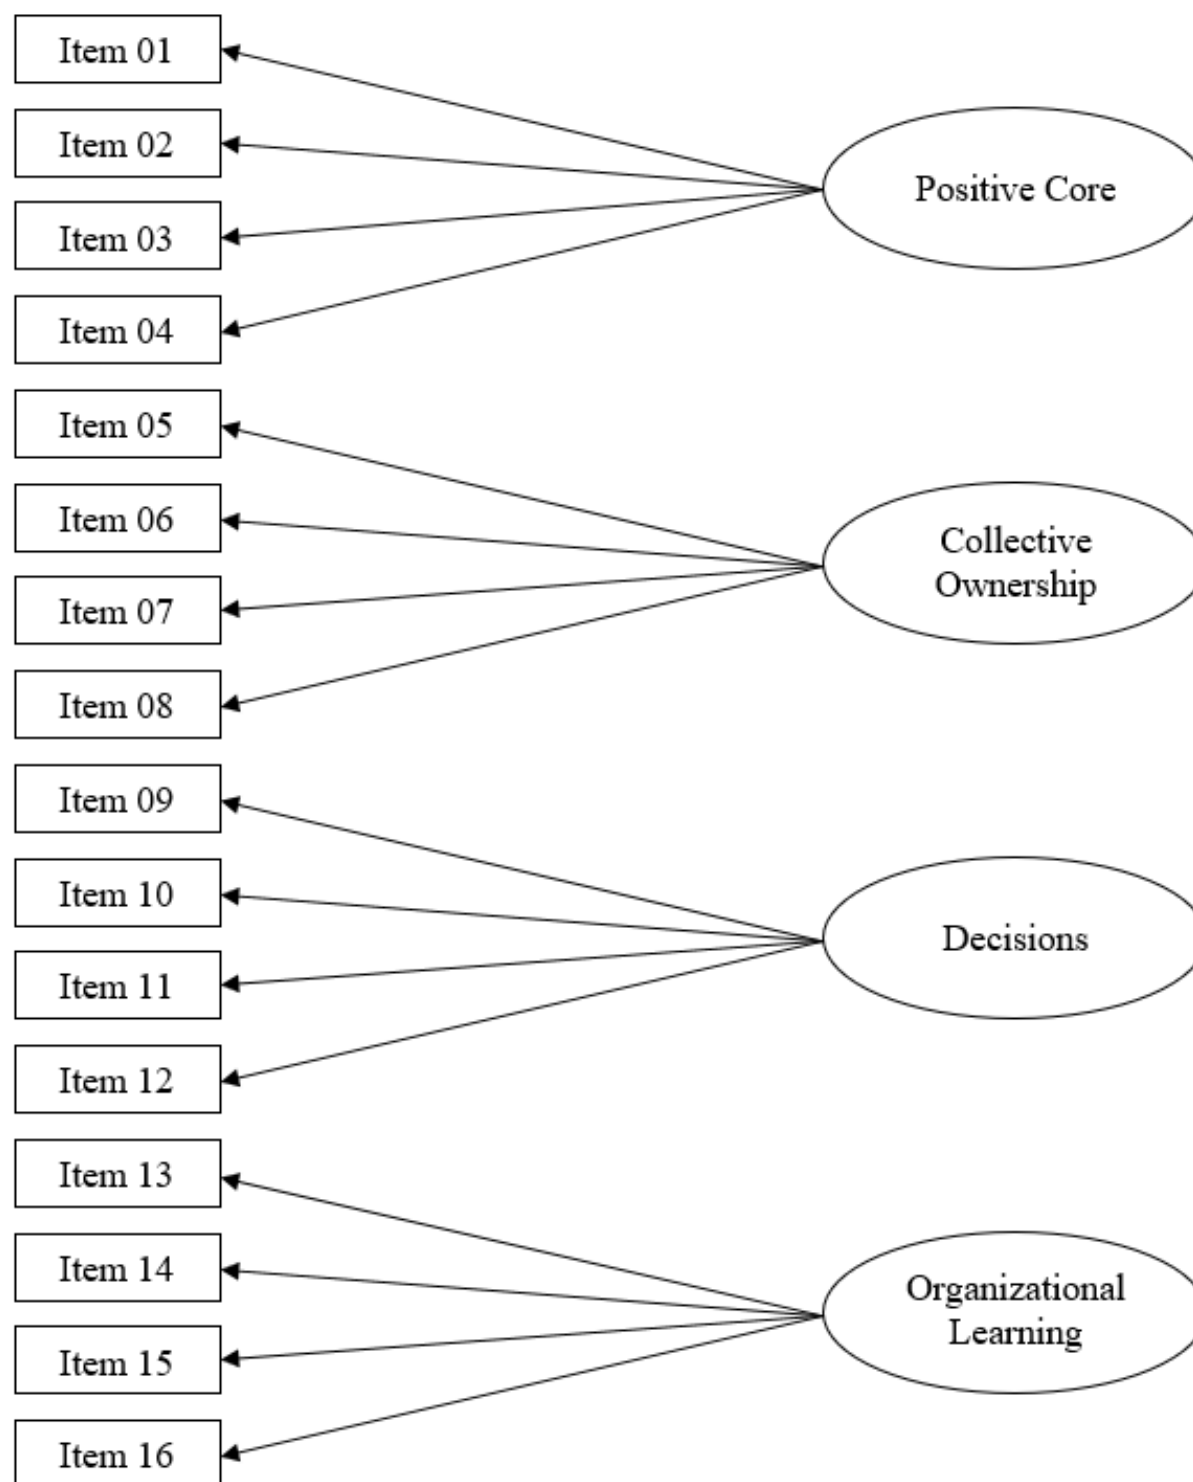 Item 01
Item 02
Item 03
Item 04
Positive Core
Item 05
Item 06
Item 07
Item 08
Collective
Ownership
Item 09
Item 10
Item 11
Item 12
Decisions
Item 13
Item 14
Item 15
Item 16
Organizational
Learning